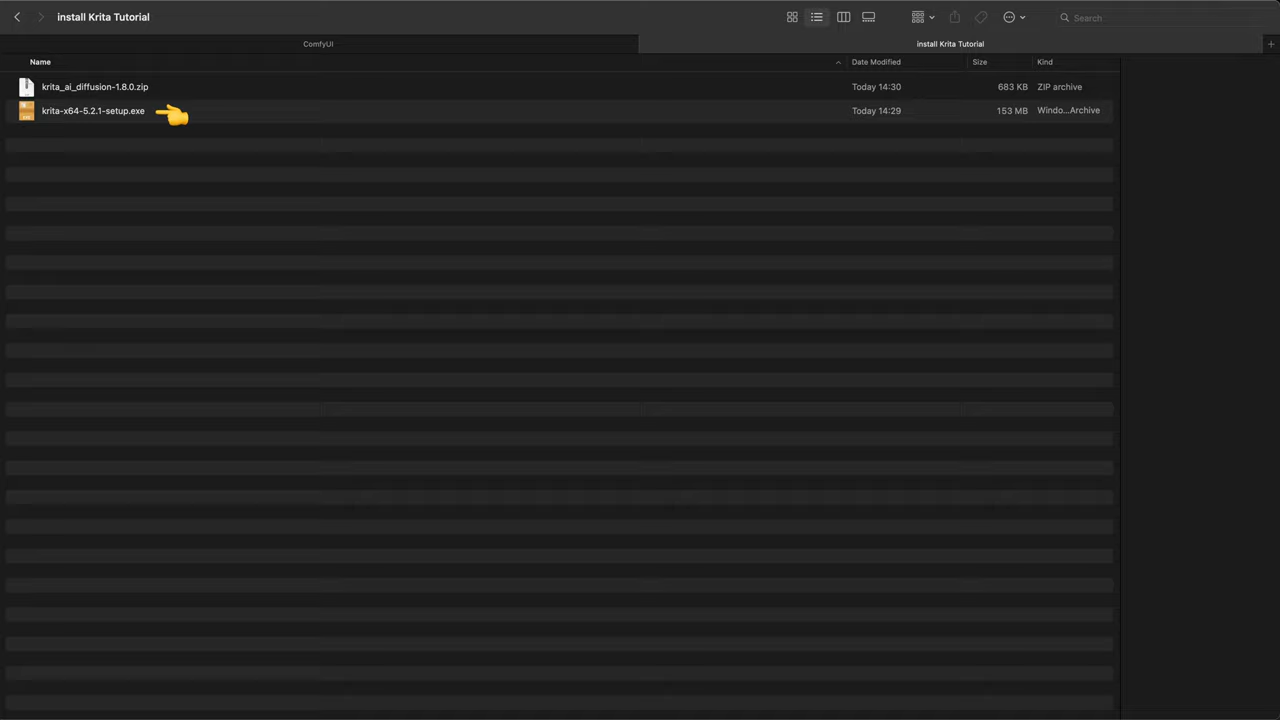 install Krita Tutorial
Search
ComfyUI
install Krita Tutorial
Name
Date Modified
Size
Kind
krita_ai_diffusion-1.8.0.zip
Today 14:30
683 KB
ZIP archive
krita-x64-5.2.1-setup.exe
Today 14:29
153 MB
Windo...Archive